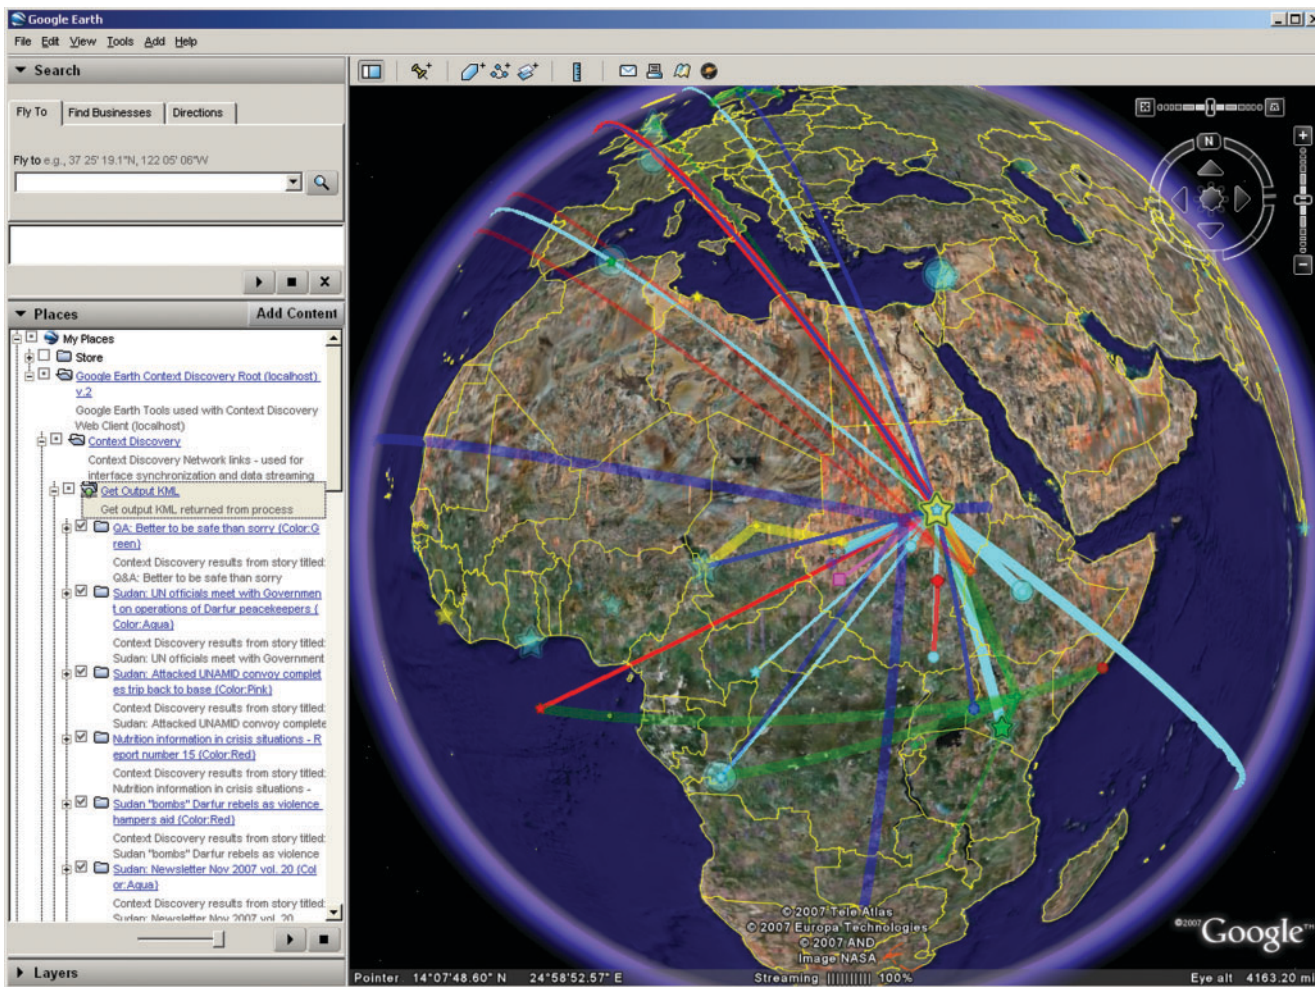 Google Earth
File Edit View Tools Add Help
Search
Fly To Find Businesses Directions
Fly to e.g., 37 25' 19.1"N, 122 05' 06"W
Places Add Content
My Places
Store
Google Earth Context Discovery Root (localhost)
v.2
Google Earth Tools used with Context Discovery
Web Client (localhost)
Context Discovery
Context Discovery Network links - used for
interface synchronization and data streaming
Get Output KML
Get output KML returned from process
QA: Better to be safe than sorry (Color:G
reen)
Context Discovery results from story titled:
Q&A: Better to be safe than sorry
Sudan: UN officials meet with Governmen
t on operations of Darfur peacekeepers (
Color:Aqua)
Context Discovery results from story titled:
Sudan: UN officials meet with Government
Sudan: Attacked UNAMID convoy complet
es trip back to base (Color:Pink)
Context Discovery results from story titled:
Sudan: Attacked UNAMID convoy complete
Nutrition information in crisis situations - R
eport number 15 (Color:Red)
Context Discovery results from story titled:
Nutrition information in crisis situations -
Sudan "bombs" Darfur rebels as violence
hampers aid (Color:Red)
Context Discovery results from story titled:
Sudan "bombs" Darfur rebels as violence
Sudan: Newsletter Nov 2007 vol. 20 (Col
or:Aqua)
Context Discovery results from story titled:
Sudan: Newsletter Nov 2007 vol. 20
Layers
N
© 2007 Tele Atlas
© 2007 Europa Technologies
© 2007 AND
Image NASA
©2007 Google™
Pointer 14°07'48.60" N 24°58'52.57" E Streaming 100% Eye alt 4163.20 mi